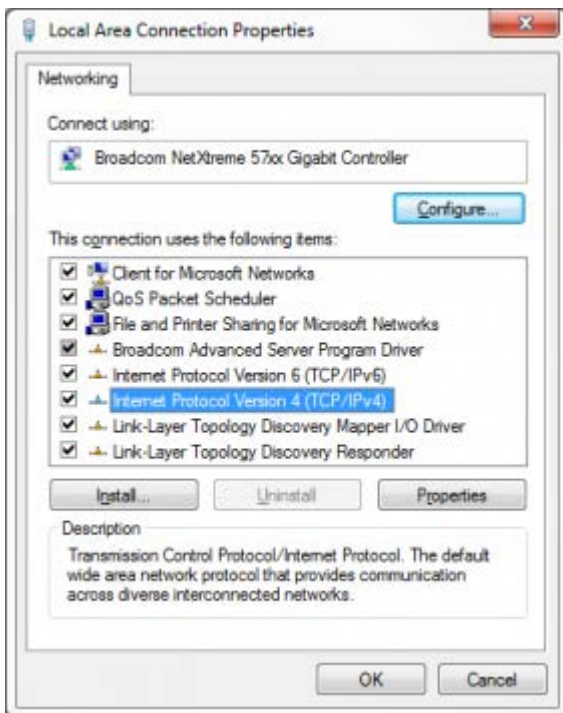 Local Area Connection Properties
Networking
Connect using:
Broadcom NetXtreme 57xx Gigabit Controller
Configure...
This connection uses the following items:
Client for Microsoft Networks
QoS Packet Scheduler
File and Printer Sharing for Microsoft Networks
Broadcom Advanced Server Program Driver
Internet Protocol Version 6 (TCP/IPv6)
Internet Protocol Version 4 (TCP/IPv4)
Link-Layer Topology Discovery Mapper I/O Driver
Link-Layer Topology Discovery Responder
Install...
Uninstall
Properties
Description
Transmission Control Protocol/Internet Protocol. The default
wide area network protocol that provides communication
across diverse interconnected networks.
OK
Cancel